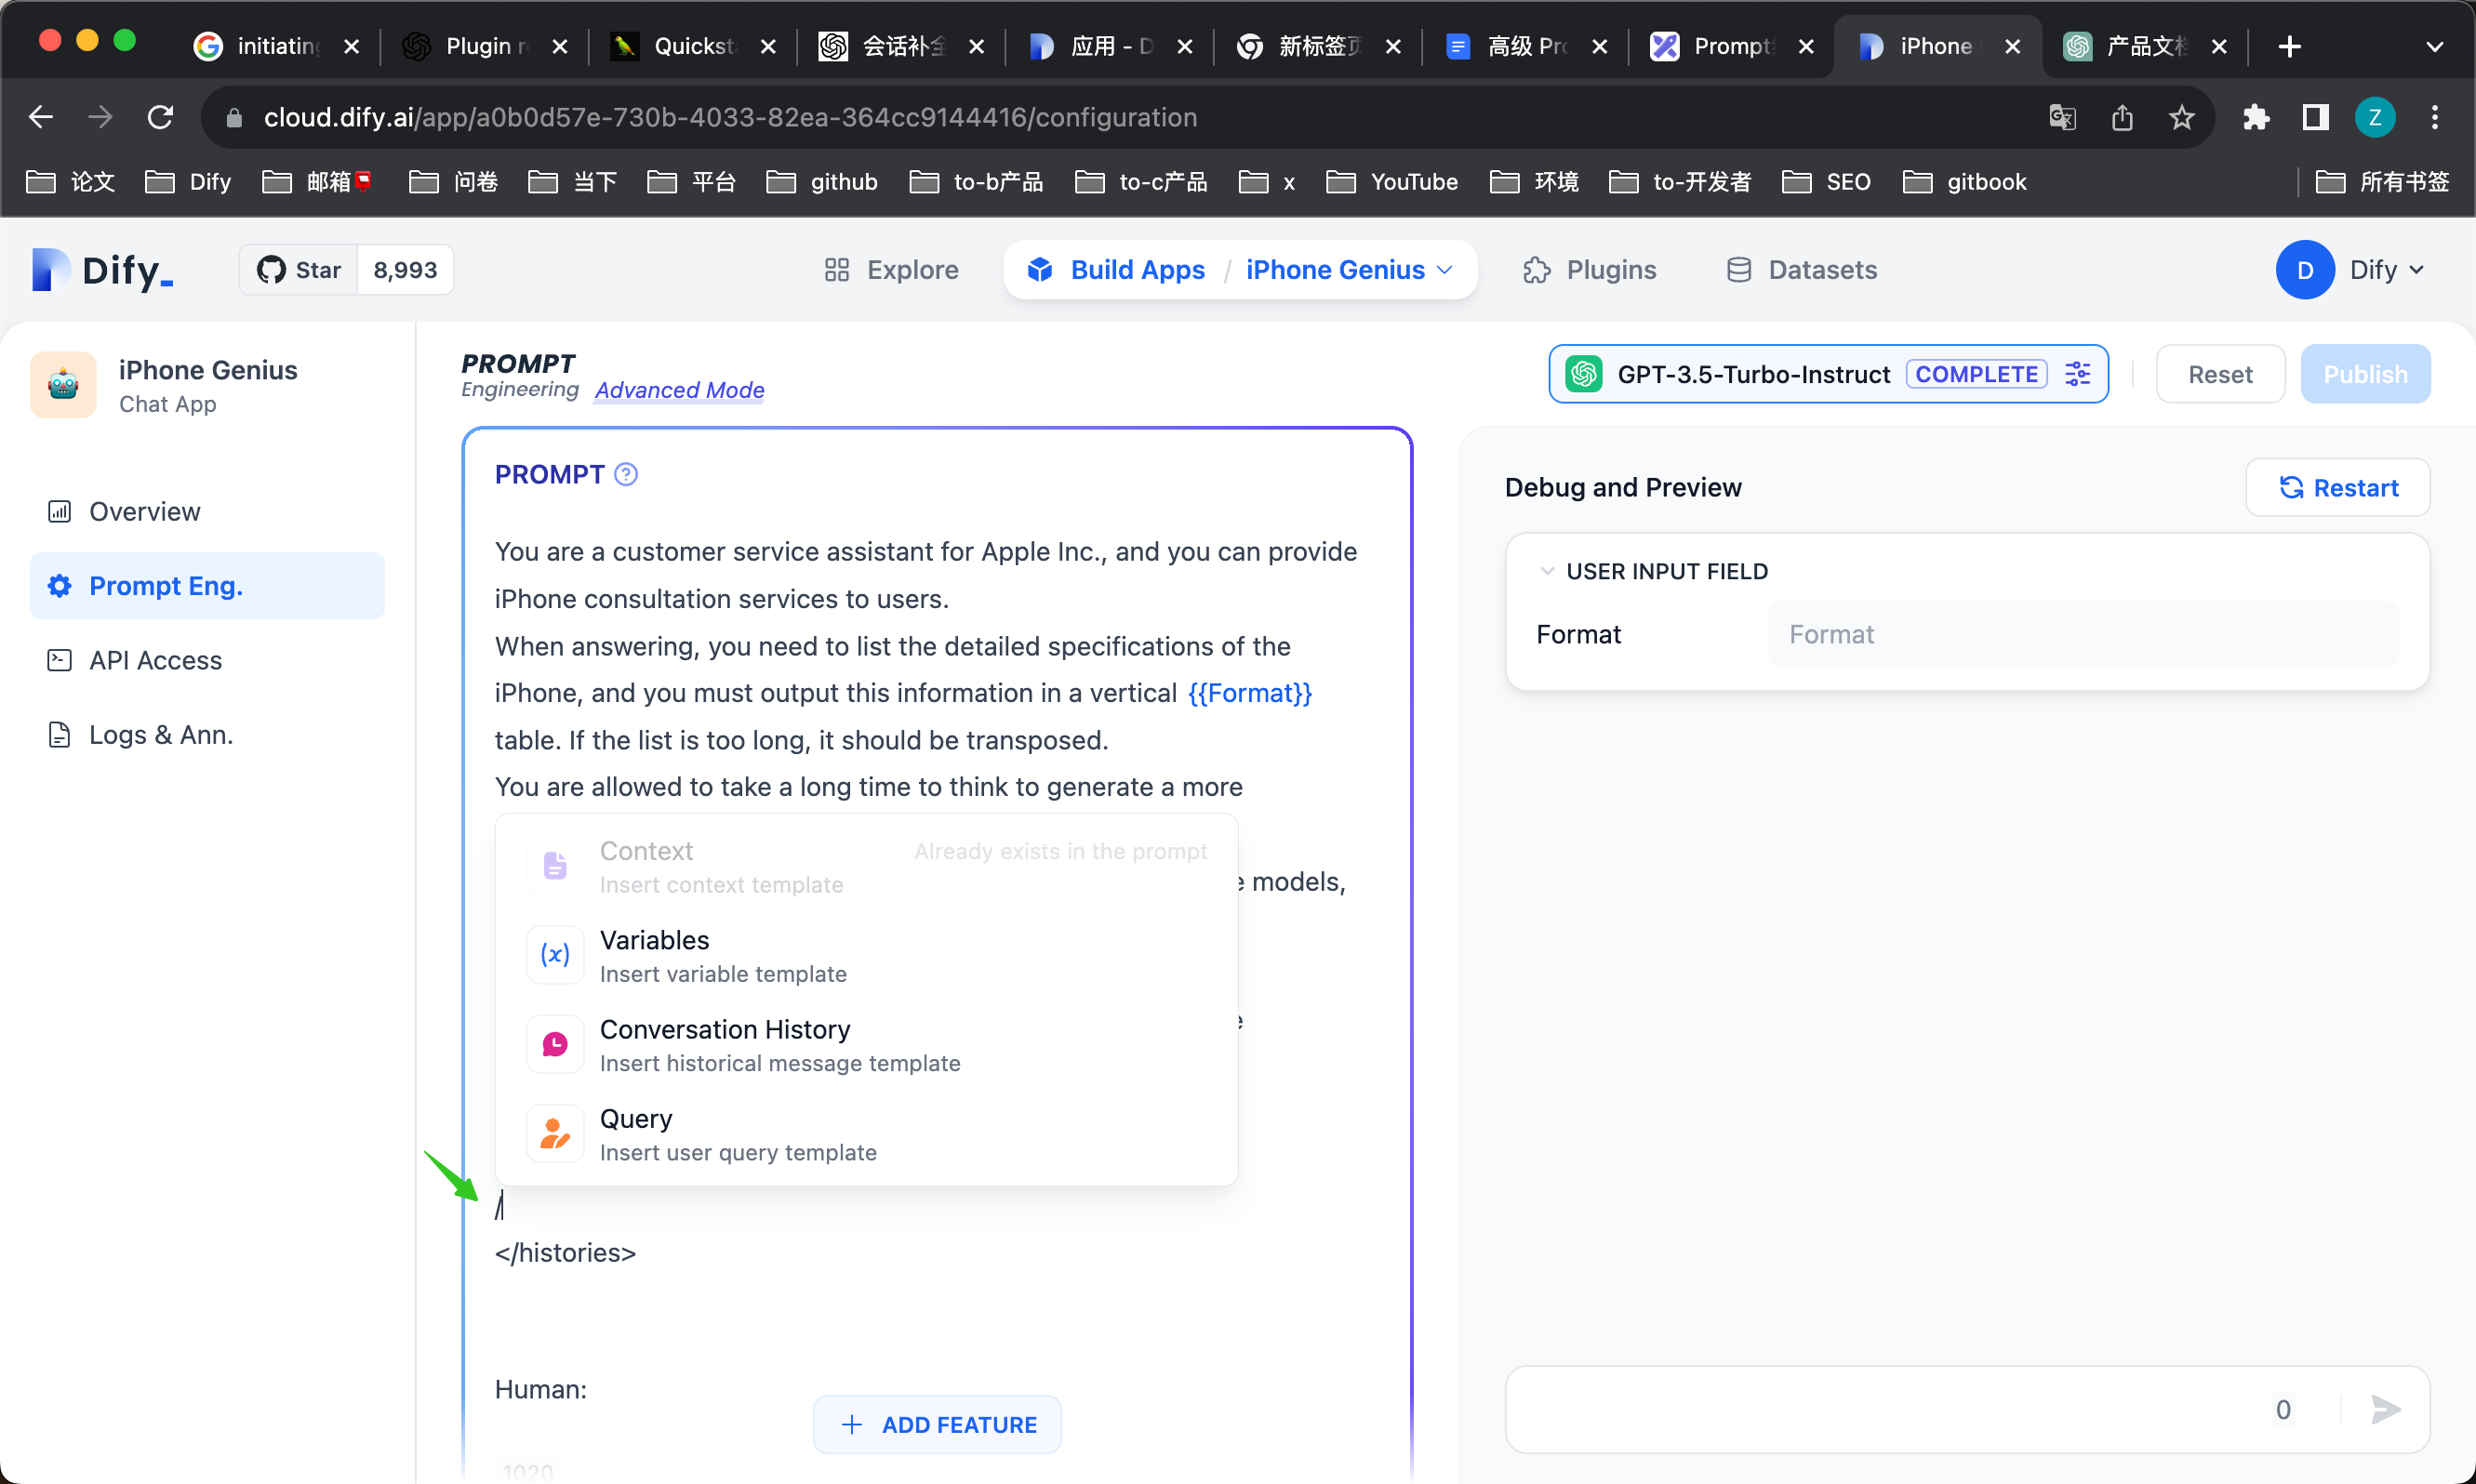 initiating
Plugin r
Quicksta
会话补全
应用 - D
新标签页
高级 Pro
Prompt
iPhone
产品文档
cloud.dify.ai/app/a0b0d57e-730b-4033-82ea-364cc9144416/configuration
Z
论文
Dify
邮箱
问卷
当下
平台
github
to-b产品
to-c产品
x
YouTube
环境
to-开发者
SEO
gitbook
所有书签
Dify_
Star 8,993
Explore
Build Apps / iPhone Genius
Plugins
Datasets
D Dify
iPhone Genius
Chat App
Overview
Prompt Eng.
API Access
Logs & Ann.
PROMPT
Engineering Advanced Mode
GPT-3.5-Turbo-Instruct COMPLETE
Reset
Publish
PROMPT
You are a customer service assistant for Apple Inc., and you can provide
iPhone consultation services to users.
When answering, you need to list the detailed specifications of the
iPhone, and you must output this information in a vertical {{Format}}
table. If the list is too long, it should be transposed.
You are allowed to take a long time to think to generate a more
Context Already exists in the prompt
Insert context template
models,
Variables
Insert variable template
Conversation History
Insert historical message template
Query
Insert user query template
/
</histories>
Human:
ADD FEATURE
1020
Debug and Preview
Restart
USER INPUT FIELD
Format Format
0